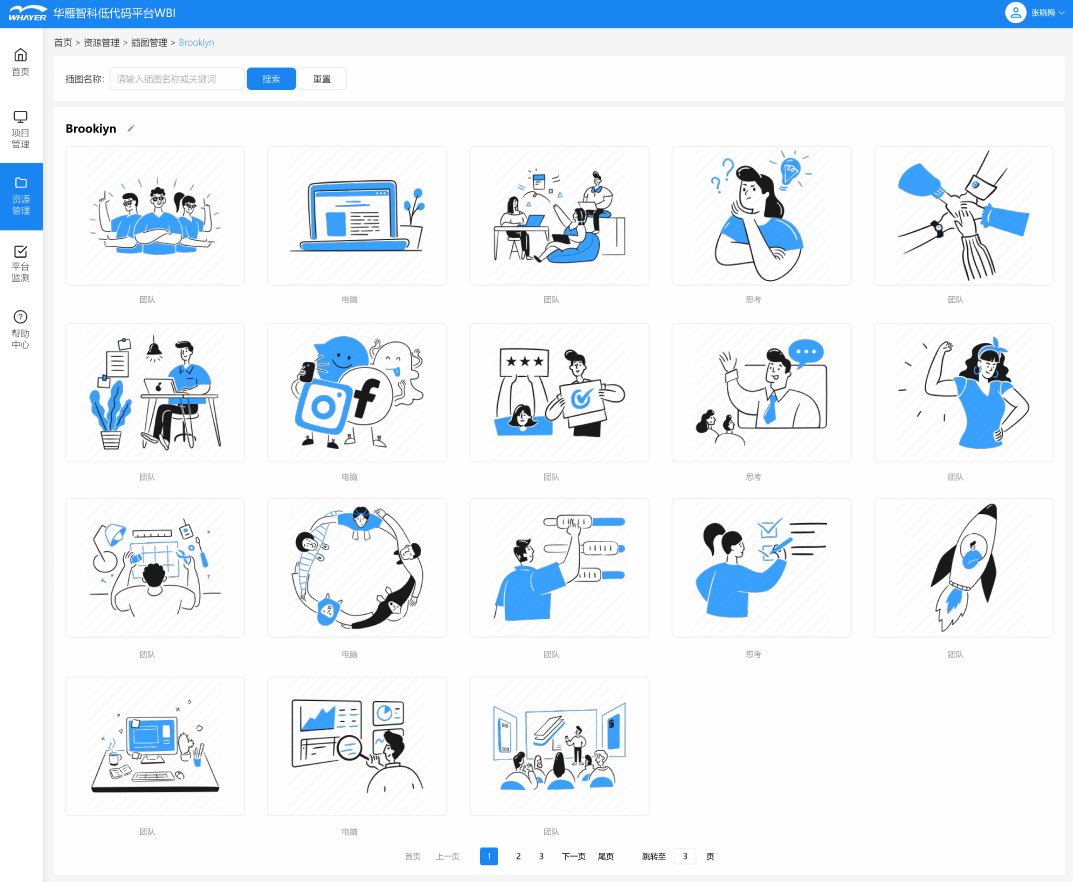 WHAYER 华雁智科低代码平台WBI
张晓梅
首页
项目
管理
资源
管理
平台
监测
帮助
中心
首页 > 资源管理 > 插图管理 > Brookiyn
插图名称: 请输入插图名称或关键词 搜索 重置
Brookiyn
团队 电脑 团队 思考 团队
团队 电脑 团队 思考 团队
团队 电脑 团队 思考 团队
团队 电脑 团队
首页 上一页 1 2 3 下一页 尾页 跳转至 3 页